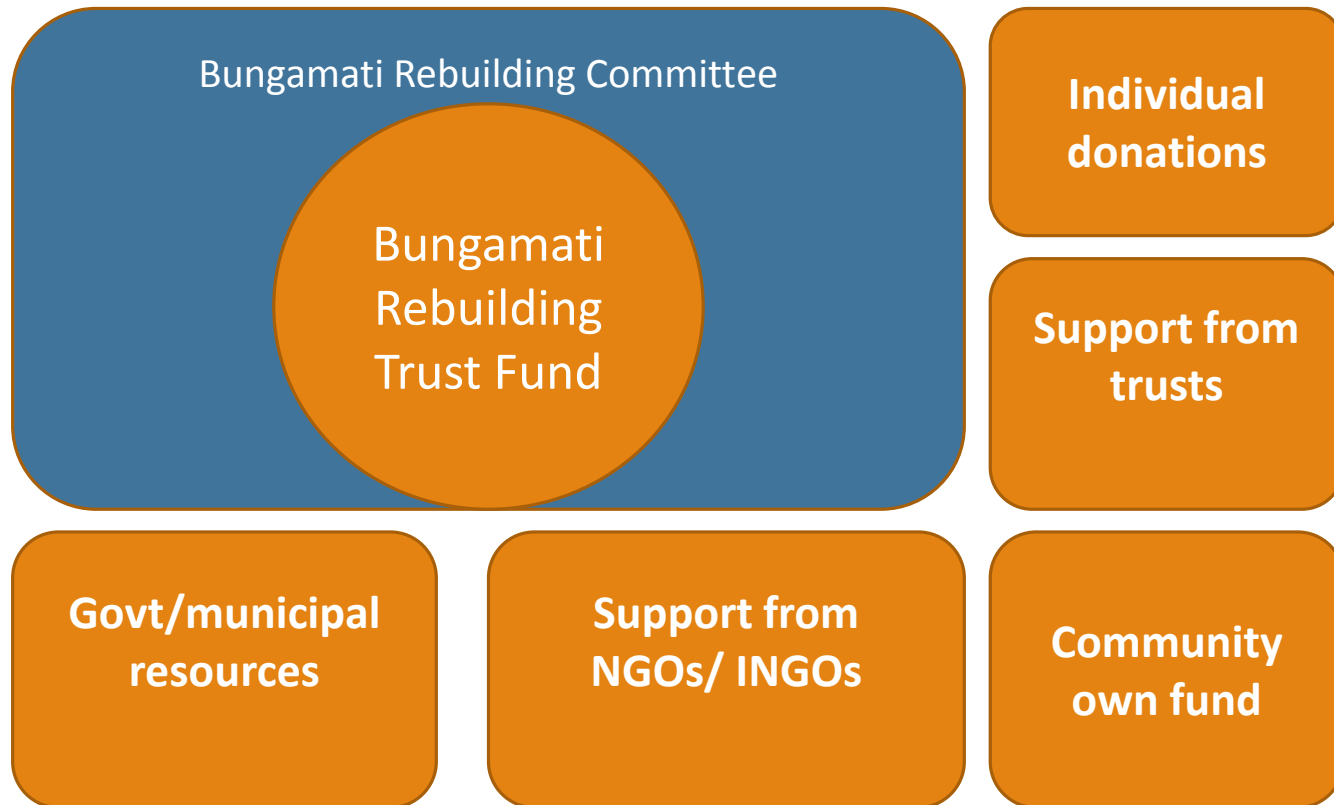 Bungamati Rebuilding Committee
Bungamati
Rebuilding
Trust Fund
Individual
donations
Support from
trusts
Govt/municipal
resources
Support from
NGOs/ INGOs
Community
own fund